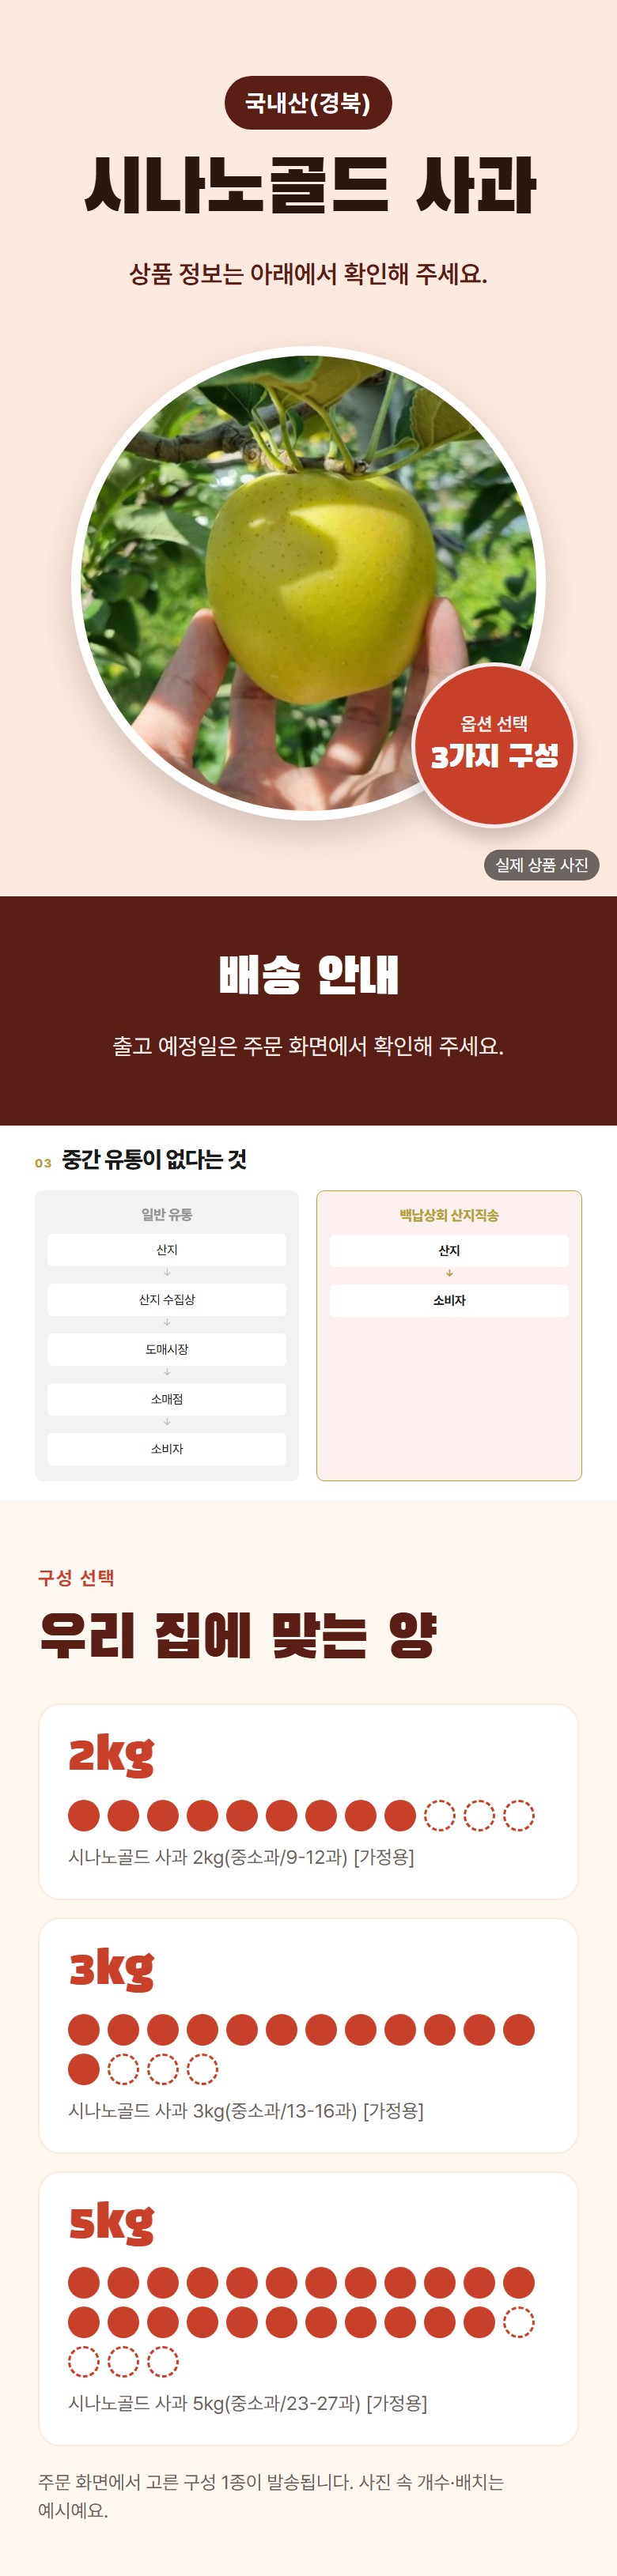 국내산(경북)
시나노골드 사과
상품 정보는 아래에서 확인해 주세요.
옵션 선택
3가지 구성
실제 상품 사진
배송 안내
출고 예정일은 주문 화면에서 확인해 주세요.
03 중간 유통이 없다는 것
일반 유통
산지
↓
산지 수집상
↓
도매시장
↓
소매점
↓
소비자
백납상회 산지직송
산지
↓
소비자
구성 선택
우리 집에 맞는 양
2kg
시나노골드 사과 2kg(중소과/9-12과) [가정용]
3kg
시나노골드 사과 3kg(중소과/13-16과) [가정용]
5kg
시나노골드 사과 5kg(중소과/23-27과) [가정용]
주문 화면에서 고른 구성 1종이 발송됩니다. 사진 속 개수·배치는
예시예요.